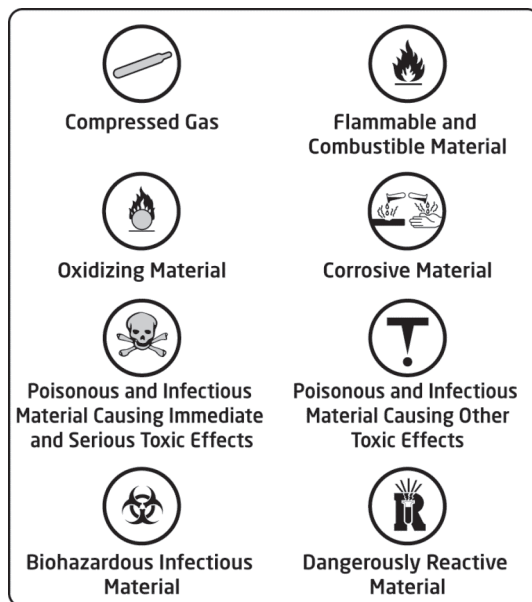 Compressed Gas
Flammable and
Combustible Material
Oxidizing Material
Corrosive Material
Poisonous and Infectious
Material Causing Immediate
and Serious Toxic Effects
Poisonous and Infectious
Material Causing Other
Toxic Effects
Biohazardous Infectious
Material
R
Dangerously Reactive
Material